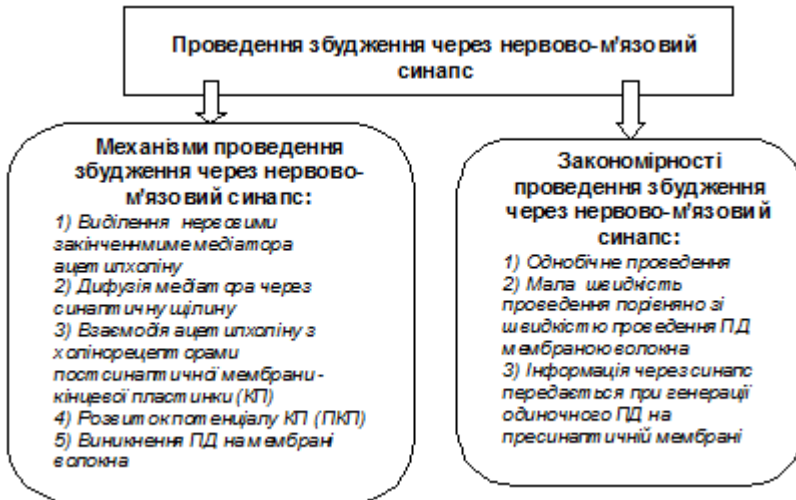 Проведення збудження через нервово-м'язовий
синапс
Механізми проведення
збудження через нервово-
м'язовий синапс:
1) Виділення нервовими
закінченмиме медіатора
ацетилхоліну
2) Дифузія медіатора через
синаптичну щілину
3) Взаємодія ацетилхоліну з
холінорецепторами
постсинаптичної мембрани -
кінцевої пластинки (КП)
4) Розвиток потенціалу КП (ПКП)
5) Виникнення ПД на мембрані
волокна
Закономірності
проведення збудження
через нервово-м'язовий
синапс:
1) Однобічне проведення
2) Мала швидкість
проведення порівняно зі
швидкістю проведення ПД
мембраною волокна
3) Інформація через синапс
передається при генерації
одиночного ПД на
пресинаптичній мембрані